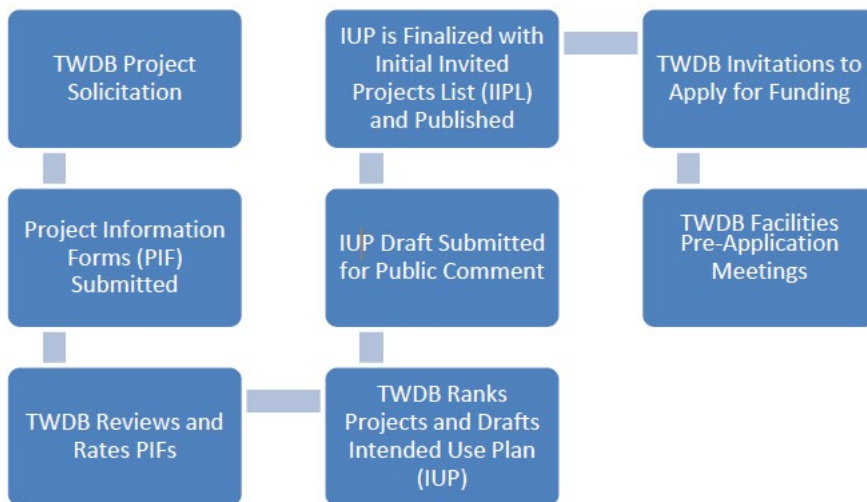 TWDB Project
Solicitation
Project Information
Forms (PIF)
Submitted
TWDB Reviews and
Rates PIFs
TWDB Ranks
Projects and Drafts
Intended Use Plan
(IUP)
IUP Draft Submitted
for Public Comment
IUP is Finalized with
Initial Invited
Projects List (IIPL)
and Published
TWDB Invitations to
Apply for Funding
TWDB Facilities
Pre-Application
Meetings